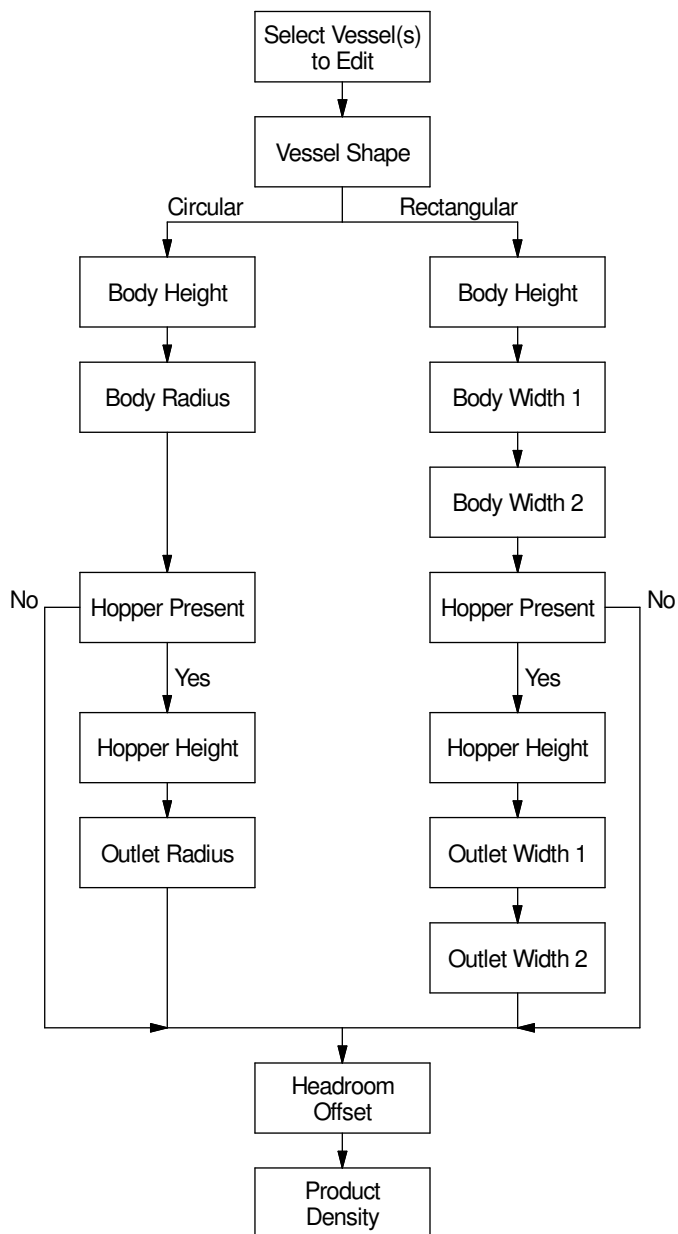 Select Vessel(s)
to Edit
Vessel Shape
Circular
Rectangular
Body Height
Body Height
Body Radius
Body Width 1
Body Width 2
No
Hopper Present
Hopper Present
No
Yes
Yes
Hopper Height
Hopper Height
Outlet Radius
Outlet Width 1
Outlet Width 2
Headroom
Offset
Product
Density